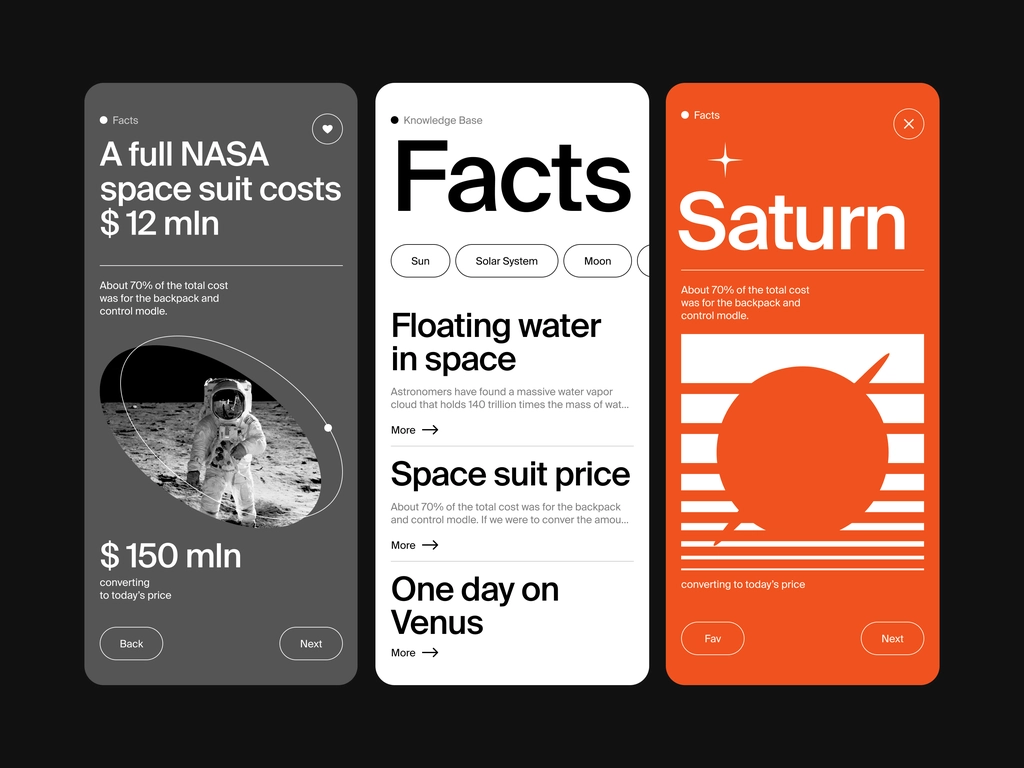 Facts
A full NASA
space suit costs
$ 12 mln
About 70% of the total cost
was for the backpack and
control modle.
$ 150 mln
converting
to today's price
Back
Next
Knowledge Base
Facts
Sun
Solar System
Moon
Floating water
in space
Astronomers have found a massive water vapor
cloud that holds 140 trillion times the mass of wat...
More
Space suit price
About 70% of the total cost was for the backpack
and control modle. If we were to conver the amou...
More
One day on
Venus
More
Facts
Saturn
About 70% of the total cost
was for the backpack and
control modle.
converting to today's price
Fav
Next